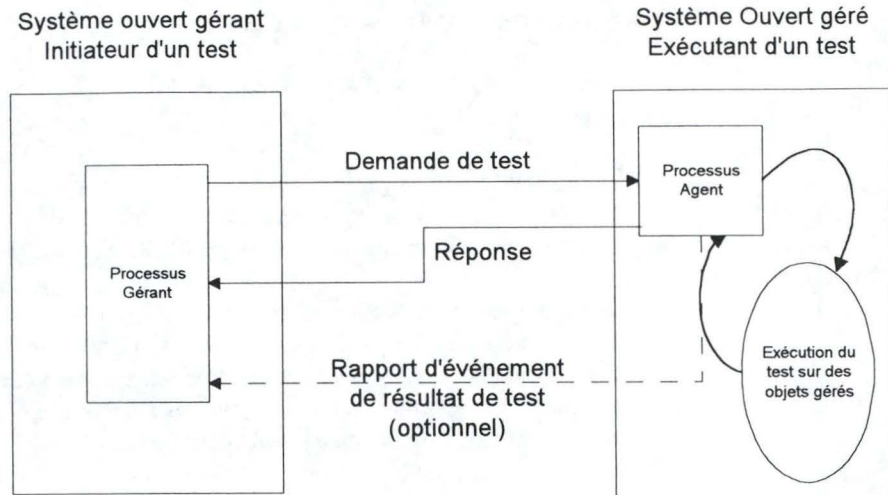 Système ouvert gérant
Initiateur d'un test
Système Ouvert géré
Exécutant d'un test
Demande de test
Processus
Agent
Réponse
Processus
Gérant
Rapport d'événement
de résultat de test
(optionnel)
Exécution du
test sur des
objets gérés